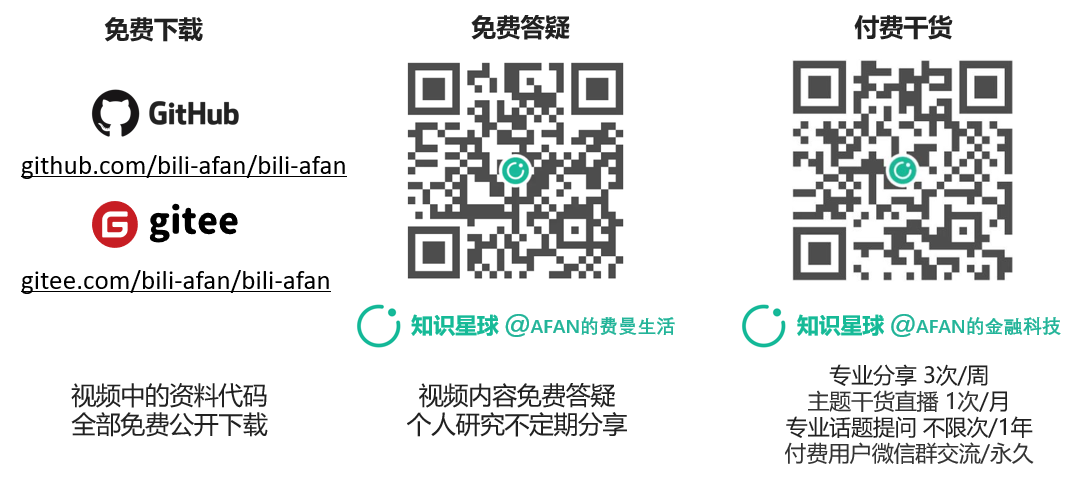 免费下载
GitHub
github.com/bili-afan/bili-afan
gitee
gitee.com/bili-afan/bili-afan
视频中的资料代码
全部免费公开下载
免费答疑
知识星球 @AFAN的费曼生活
视频内容免费答疑
个人研究不定期分享
付费干货
知识星球 @AFAN的金融科技
专业分享 3次/周
主题干货直播 1次/月
专业话题提问 不限次/1年
付费用户微信群交流/永久